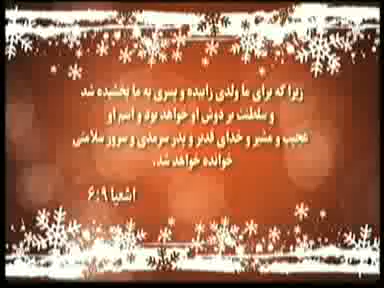 زیرا که برای ما ولدی زاییده و پسری به ما بخشیده شد
و سلطنت بر دوش او خواهد بود و اسم او
عجیب و مشیر و خدای قدیر و پدر سرمدی و سرور سلامتی
خوانده خواهد شد.
اشعیا ۶:۹